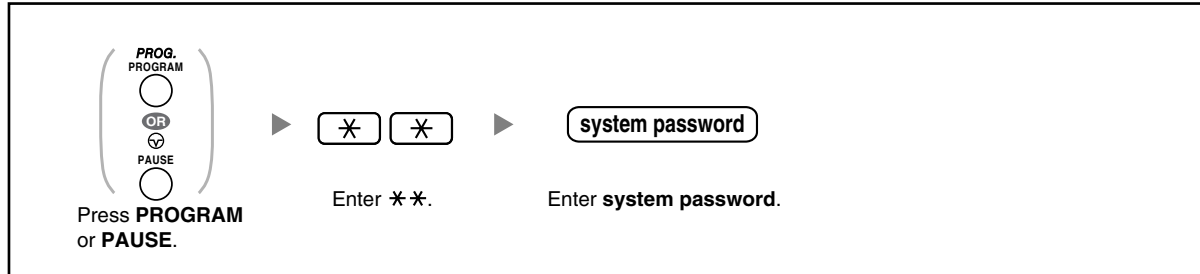 PROG.
PROGRAM
OR
PAUSE
Press PROGRAM
or PAUSE.
* *
Enter **.
system password
Enter system password.